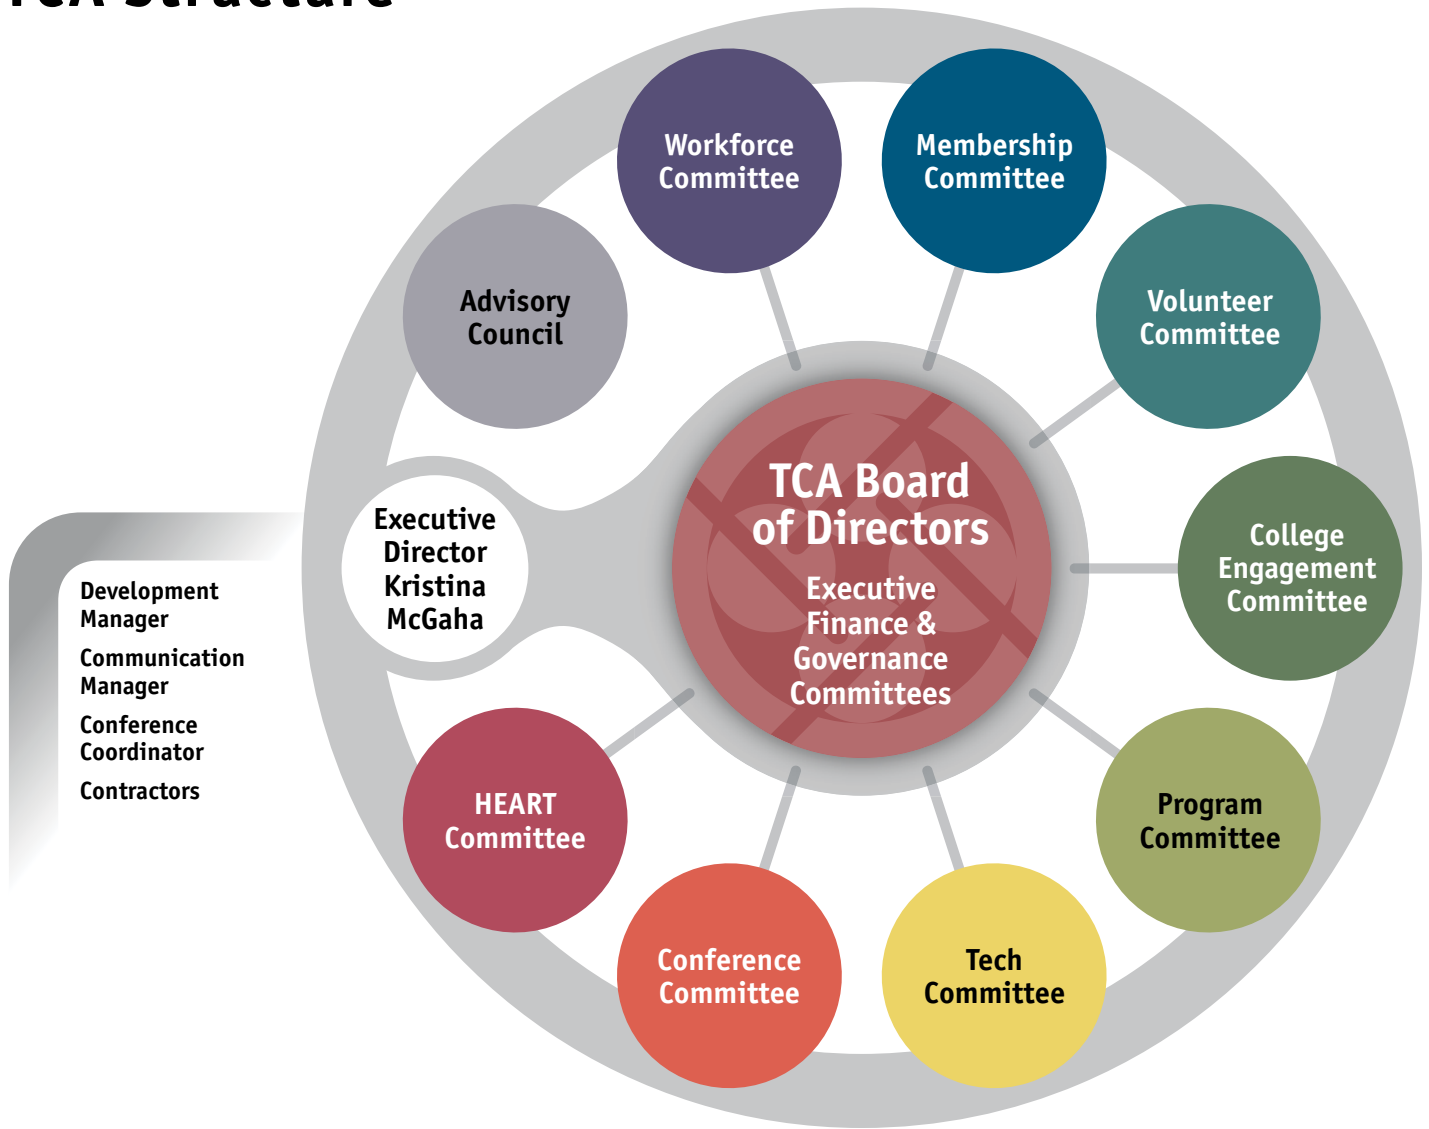 TCA Structure
Workforce
Committee
Membership
Committee
Advisory
Council
Volunteer
Committee
Executive
Director
Kristina
McGaha
TCA Board
of Directors
Executive
Finance &
Governance
Committees
College
Engagement
Committee
Development
Manager
Communication
Manager
Conference
Coordinator
Contractors
HEART
Committee
Program
Committee
Conference
Committee
Tech
Committee